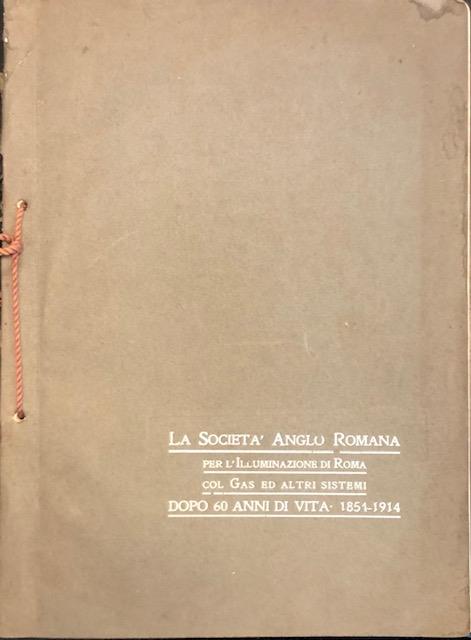 LA SOCIETA' ANGLO ROMANA
PER L'ILLUMINAZIONE DI ROMA
COL GAS ED ALTRI SISTEMI
DOPO 60 ANNI DI VITA· 1854-1914